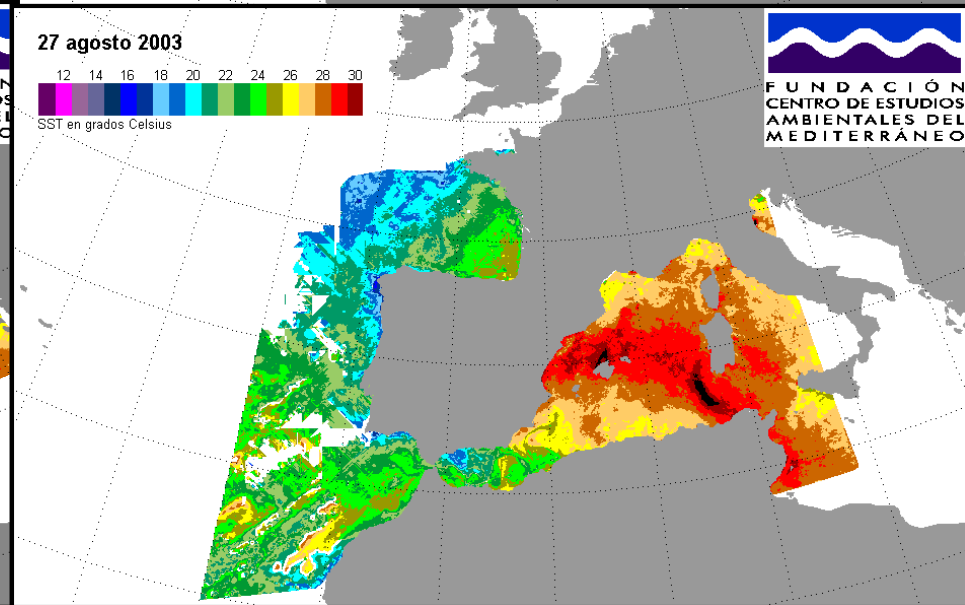 27 agosto 2003
12 14 16 18 20 22 24 26 28 30
SST en grados Celsius
FUNDACIÓN
CENTRO DE ESTUDIOS
AMBIENTALES DEL
MEDITERRÁNEO